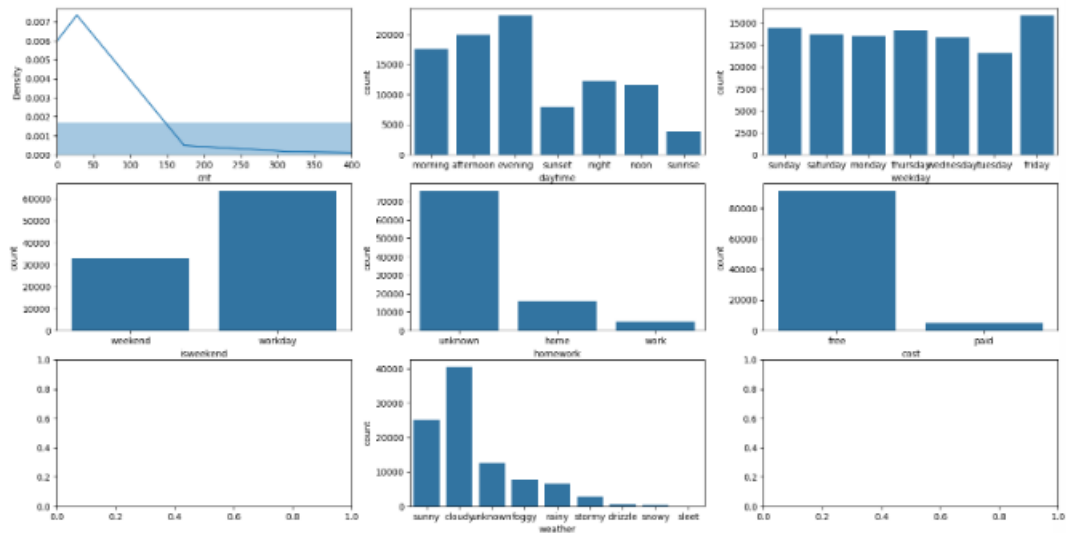 0.007
0.006
0.005
0.004
0.003
0.002
0.001
0.000
Density
0 50 100 150 200 250 300 350 400
cnt
20000
15000
10000
5000
0
count
morning afternoon evening sunset night noon sunrise
daytime
15000
12500
10000
7500
5000
2500
0
count
sunday saturday monday thursday wednesday tuesday friday
weekday
60000
50000
40000
30000
20000
10000
0
count
weekend workday
isweekend
70000
60000
50000
40000
30000
20000
10000
0
count
unknown home work
homework
80000
60000
40000
20000
0
count
free paid
cost
1.0
0.8
0.6
0.4
0.2
0.0
0.0 0.2 0.4 0.6 0.8 1.0
40000
30000
20000
10000
0
count
sunny cloudy unknown foggy rainy stormy drizzle snowy sleet
weather
1.0
0.8
0.6
0.4
0.2
0.0
0.0 0.2 0.4 0.6 0.8 1.0